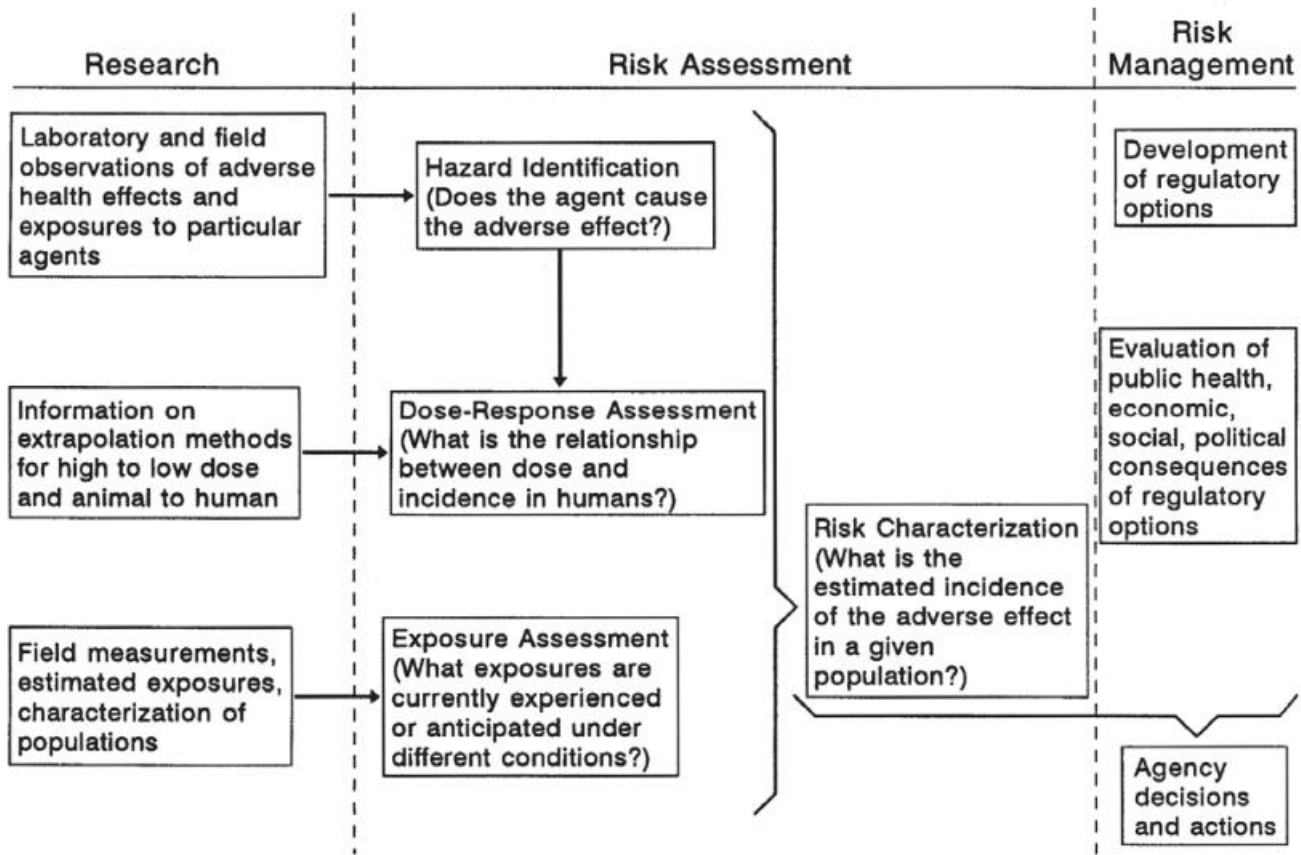 Research
Risk Assessment
Risk
Management
Laboratory and field
observations of adverse
health effects and
exposures to particular
agents
Hazard Identification
(Does the agent cause
the adverse effect?)
Development
of regulatory
options
Information on
extrapolation methods
for high to low dose
and animal to human
Dose-Response Assessment
(What is the relationship
between dose and
incidence in humans?)
Evaluation of
public health,
economic,
social, political
consequences
of regulatory
options
Risk Characterization
(What is the
estimated incidence
of the adverse effect
in a given
population?)
Field measurements,
estimated exposures,
characterization of
populations
Exposure Assessment
(What exposures are
currently experienced
or anticipated under
different conditions?)
Agency
decisions
and actions